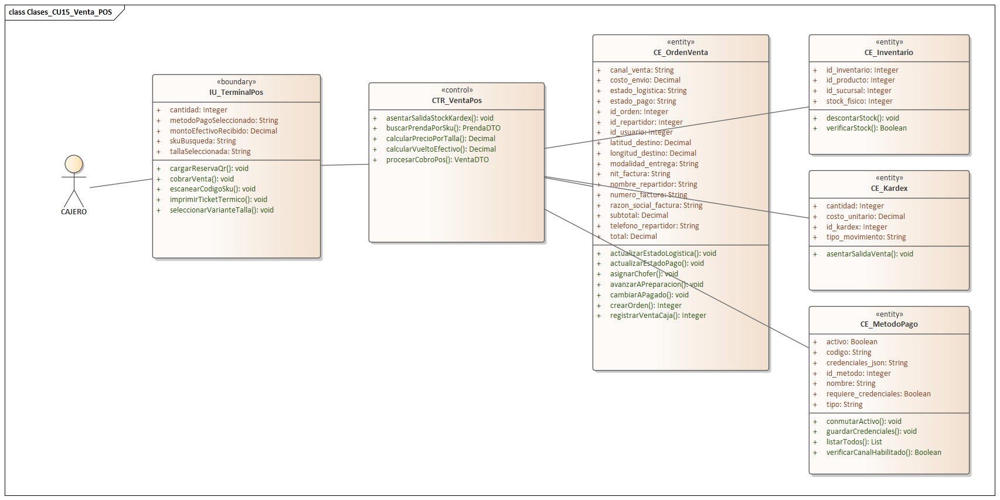 class Clases_CU15_Venta_POS
CAJERO
«boundary»
IU_TerminalPos
+ cantidad: Integer
+ metodoPagoSeleccionado: String
+ montoEfectivoRecibido: Decimal
+ skuBusqueda: String
+ tallaSeleccionada: String
+ cargarReservaQr(): void
+ cobrarVenta(): void
+ escanearCodigoSku(): void
+ imprimirTicketTermico(): void
+ seleccionarVarianteTalla(): void
«control»
CTR_VentaPos
+ asentarSalidaStockKardex(): void
+ buscarPrendaPorSku(): PrendaDTO
+ calcularPrecioPorTalla(): Decimal
+ calcularVueltoEfectivo(): Decimal
+ procesarCobroPos(): VentaDTO
«entity»
CE_OrdenVenta
+ canal_venta: String
+ costo_envio: Decimal
+ estado_logistica: String
+ estado_pago: String
+ id_orden: Integer
+ id_repartidor: Integer
+ id_usuario: Integer
+ latitud_destino: Decimal
+ longitud_destino: Decimal
+ modalidad_entrega: String
+ nit_factura: String
+ nombre_repartidor: String
+ numero_factura: String
+ razon_social_factura: String
+ subtotal: Decimal
+ telefono_repartidor: String
+ total: Decimal
+ actualizarEstadoLogistica(): void
+ actualizarEstadoPago(): void
+ asignarChofer(): void
+ avanzarAPreparacion(): void
+ cambiarAPagado(): void
+ crearOrden(): Integer
+ registrarVentaCaja(): Integer
«entity»
CE_Inventario
+ id_inventario: Integer
+ id_producto: Integer
+ id_sucursal: Integer
+ stock_fisico: Integer
+ descontarStock(): void
+ verificarStock(): Boolean
«entity»
CE_Kardex
+ cantidad: Integer
+ costo_unitario: Decimal
+ id_kardex: Integer
+ tipo_movimiento: String
+ asentarSalidaVenta(): void
«entity»
CE_MetodoPago
+ activo: Boolean
+ codigo: String
+ credenciales_json: String
+ id_metodo: Integer
+ nombre: String
+ requiere_credenciales: Boolean
+ tipo: String
+ conmutarActivo(): void
+ guardarCredenciales(): void
+ listarTodos(): List
+ verificarCanalHabilitado(): Boolean